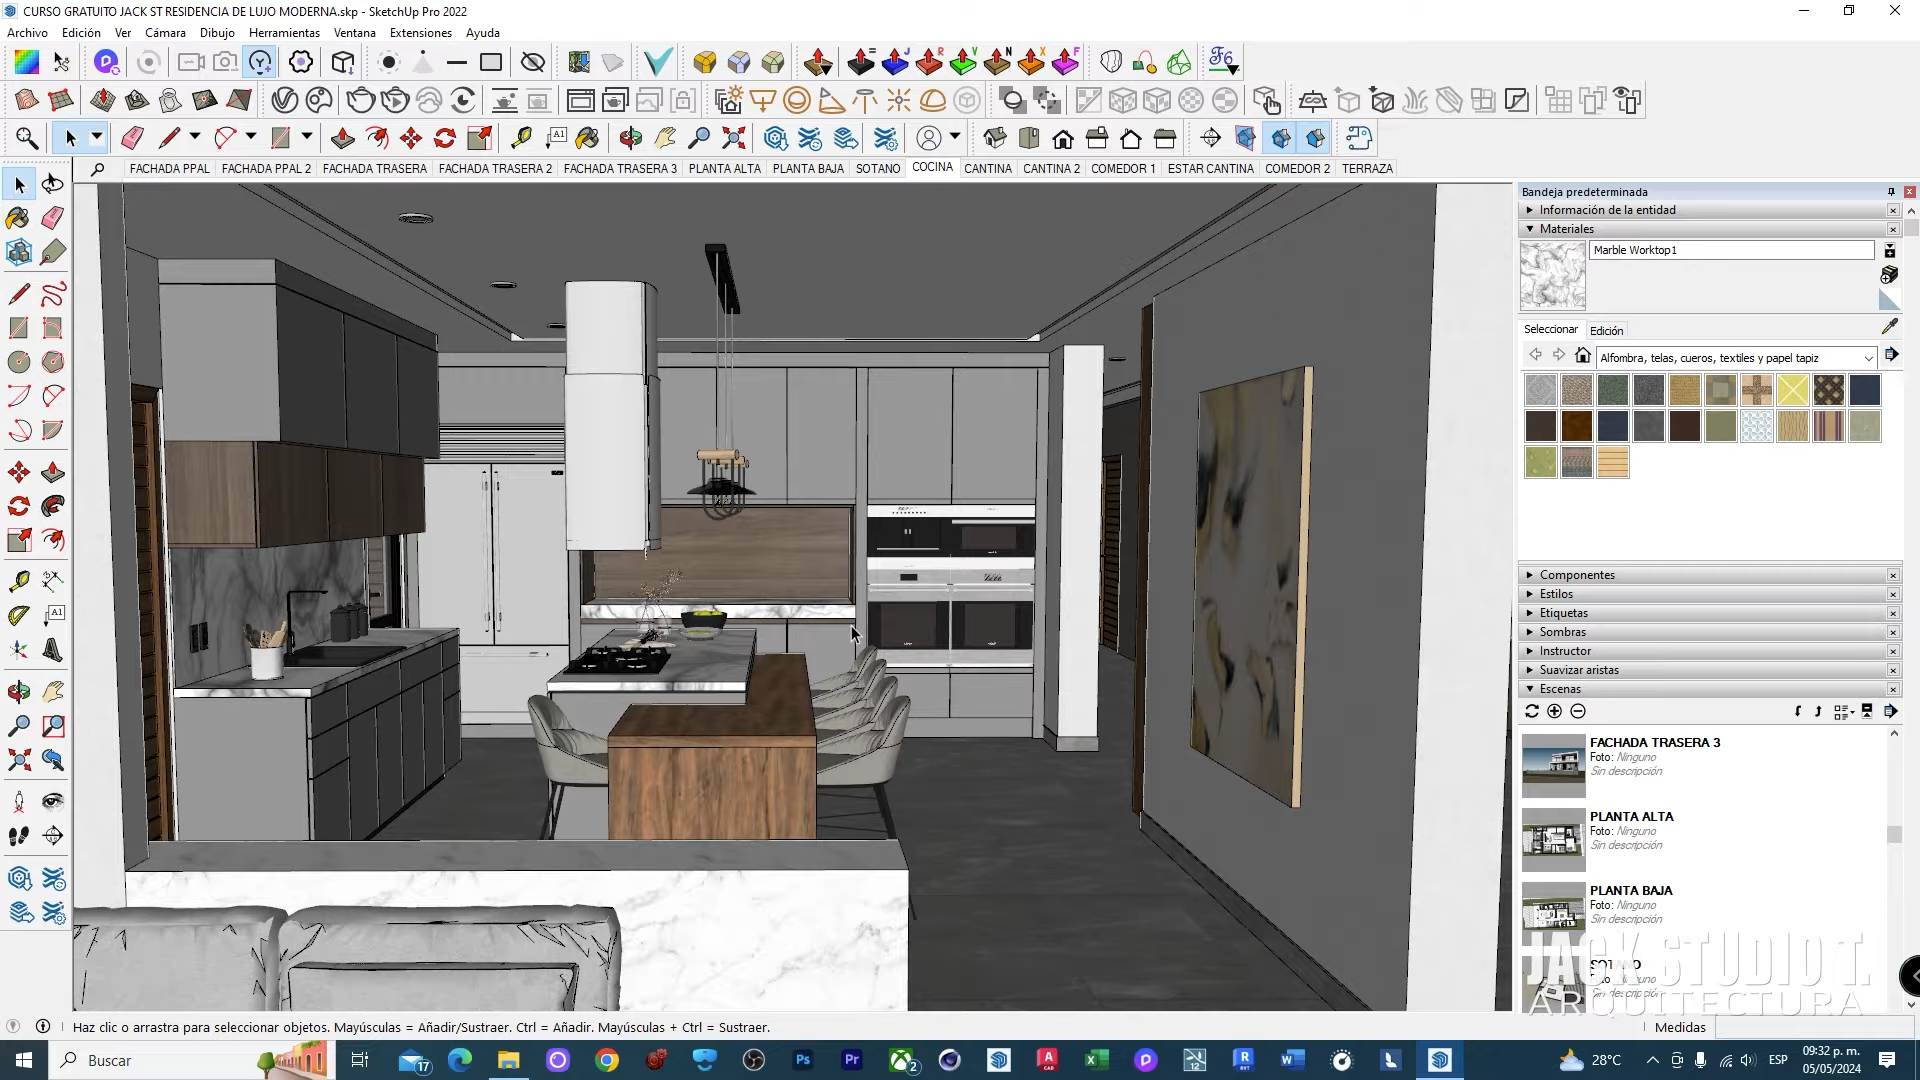 CURSO GRATUITO JACK ST RESIDENCIA DE LUJO MODERNA.skp - SketchUp Pro 2022
Archivo Edición Ver Cámara Dibujo Herramientas Ventana Extensiones Ayuda
FACHADA PPAL FACHADA PPAL 2 FACHADA TRASERA FACHADA TRASERA 2 FACHADA TRASERA 3 PLANTA ALTA PLANTA BAJA SOTANO COCINA CANTINA CANTINA 2 COMEDOR 1 ESTAR CANTINA COMEDOR 2 TERRAZA
Bandeja predeterminada
Información de la entidad
Materiales
Marble Worktop1
Seleccionar Edición
Alfombra, telas, cueros, textiles y papel tapiz
Componentes
Estilos
Etiquetas
Sombras
Instructor
Suavizar aristas
Escenas
FACHADA TRASERA 3
Foto: Ninguno
Sin descripción
PLANTA ALTA
Foto: Ninguno
Sin descripción
PLANTA BAJA
Foto: Ninguno
Sin descripción
SOTANO
JACK STUDIO T.
ARQUITECTURA
Haz clic o arrastra para seleccionar objetos. Mayúsculas = Añadir/Sustraer. Ctrl = Añadir. Mayúsculas + Ctrl = Sustraer.
Medidas
Buscar
17
2
28°C
ESP
09:32 p. m.
05/05/2024